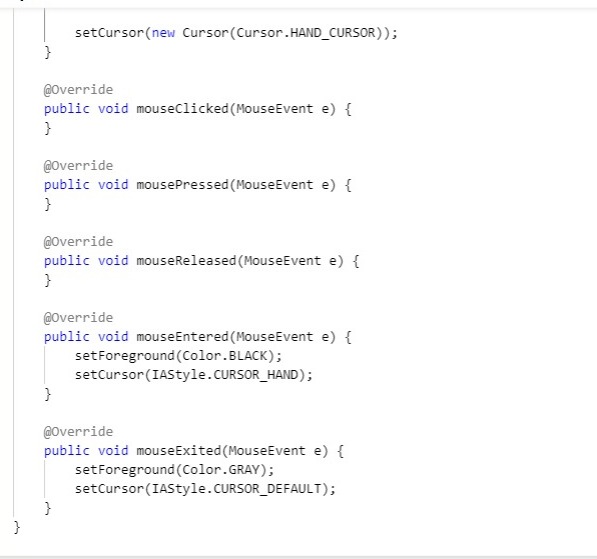 setCursor(new Cursor(Cursor.HAND_CURSOR));
}
@Override
public void mouseClicked(MouseEvent e) {
}
@Override
public void mousePressed(MouseEvent e) {
}
@Override
public void mouseReleased(MouseEvent e) {
}
@Override
public void mouseEntered(MouseEvent e) {
setForeground(Color.BLACK);
setCursor(IAStyle.CURSOR_HAND);
}
@Override
public void mouseExited(MouseEvent e) {
setForeground(Color.GRAY);
setCursor(IAStyle.CURSOR_DEFAULT);
}
}